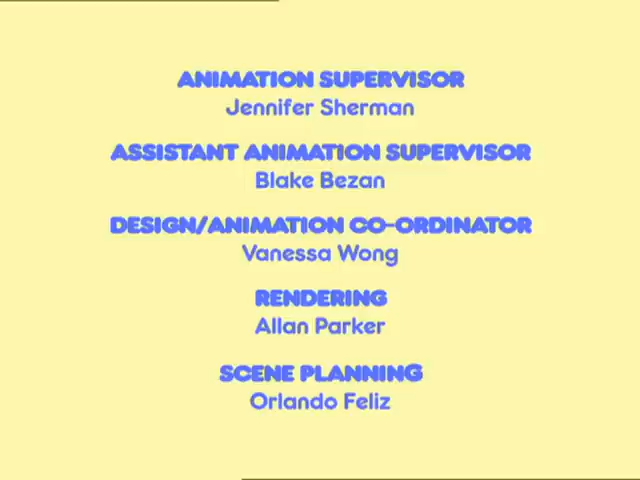 ANIMATION SUPERVISOR
Jennifer Sherman
ASSISTANT ANIMATION SUPERVISOR
Blake Bezan
DESIGN/ANIMATION CO-ORDINATOR
Vanessa Wong
RENDERING
Allan Parker
SCENE PLANNING
Orlando Feliz